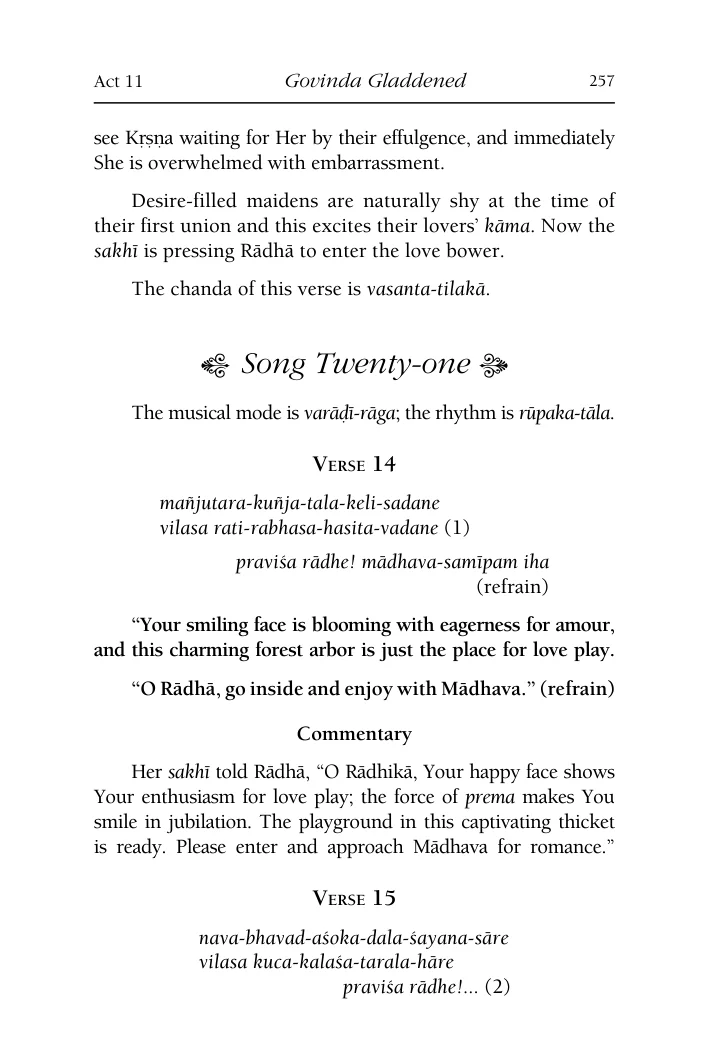 Act 11 Govinda Gladdened 257
see Kṛṣṇa waiting for Her by their effulgence, and immediately
She is overwhelmed with embarrassment.
Desire-filled maidens are naturally shy at the time of
their first union and this excites their lovers’ kāma. Now the
sakhī is pressing Rādhā to enter the love bower.
The chanda of this verse is vasanta-tilakā.
Song Twenty-one
The musical mode is varāḍī-rāga; the rhythm is rūpaka-tāla.
Verse 14
mañjutara-kuñja-tala-keli-sadane
vilasa rati-rabhasa-hasita-vadane (1)
praviśa rādhe! mādhava-samīpam iha
(refrain)
“Your smiling face is blooming with eagerness for amour,
and this charming forest arbor is just the place for love play.
“O Rādhā, go inside and enjoy with Mādhava.” (refrain)
Commentary
Her sakhī told Rādhā, “O Rādhikā, Your happy face shows
Your enthusiasm for love play; the force of prema makes You
smile in jubilation. The playground in this captivating thicket
is ready. Please enter and approach Mādhava for romance.”
Verse 15
nava-bhavad-aśoka-dala-śayana-sāre
vilasa kuca-kalaśa-tarala-hāre
praviśa rādhe!... (2)